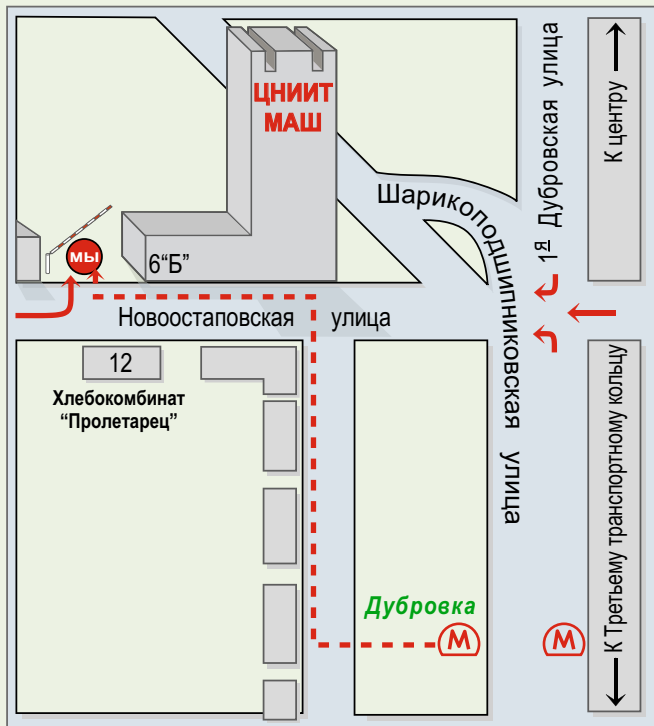 ЦНИИТ
МАШ
1я Дубровская улица
К центру
Шарикоподшипниковская улица
мы
6“Б”
Новоостаповская улица
12
Хлебокомбинат
“Пролетарец”
К Третьему транспортному кольцу
Дубровка
М
М